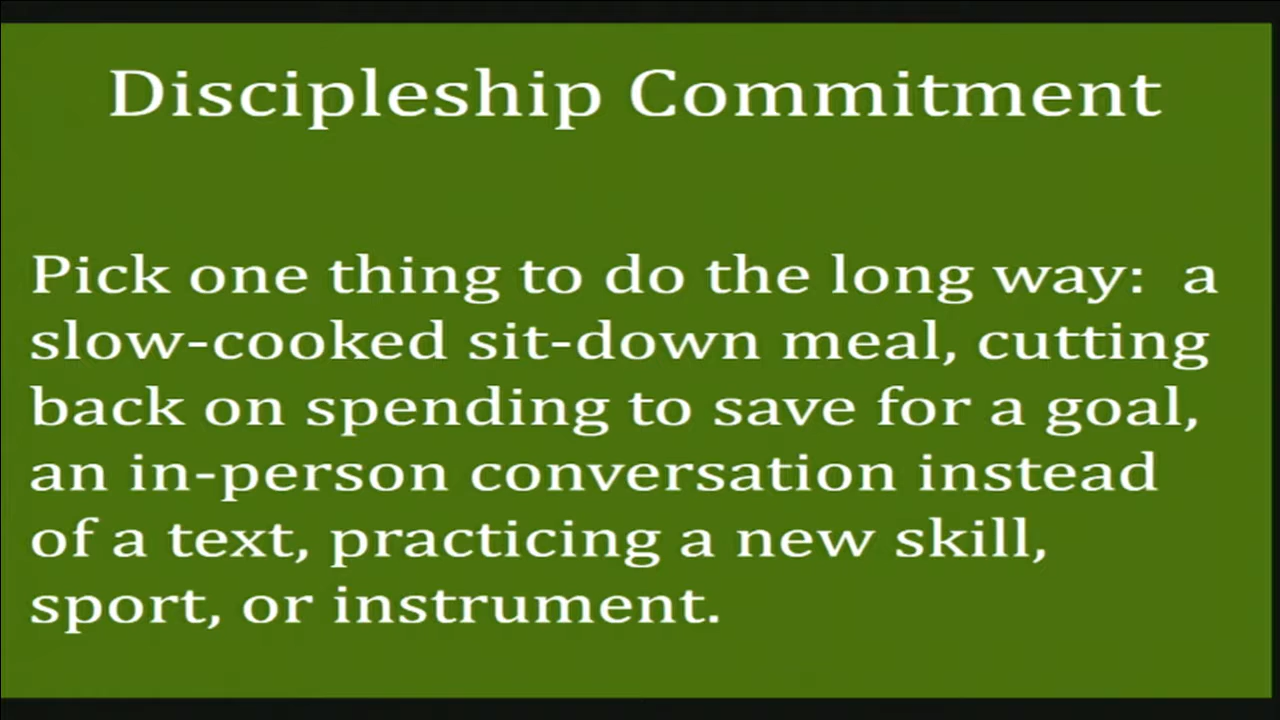 Discipleship Commitment
Pick one thing to do the long way:  a
slow-cooked sit-down meal, cutting
back on spending to save for a goal,
an in-person conversation instead
of a text, practicing a new skill,
sport, or instrument.